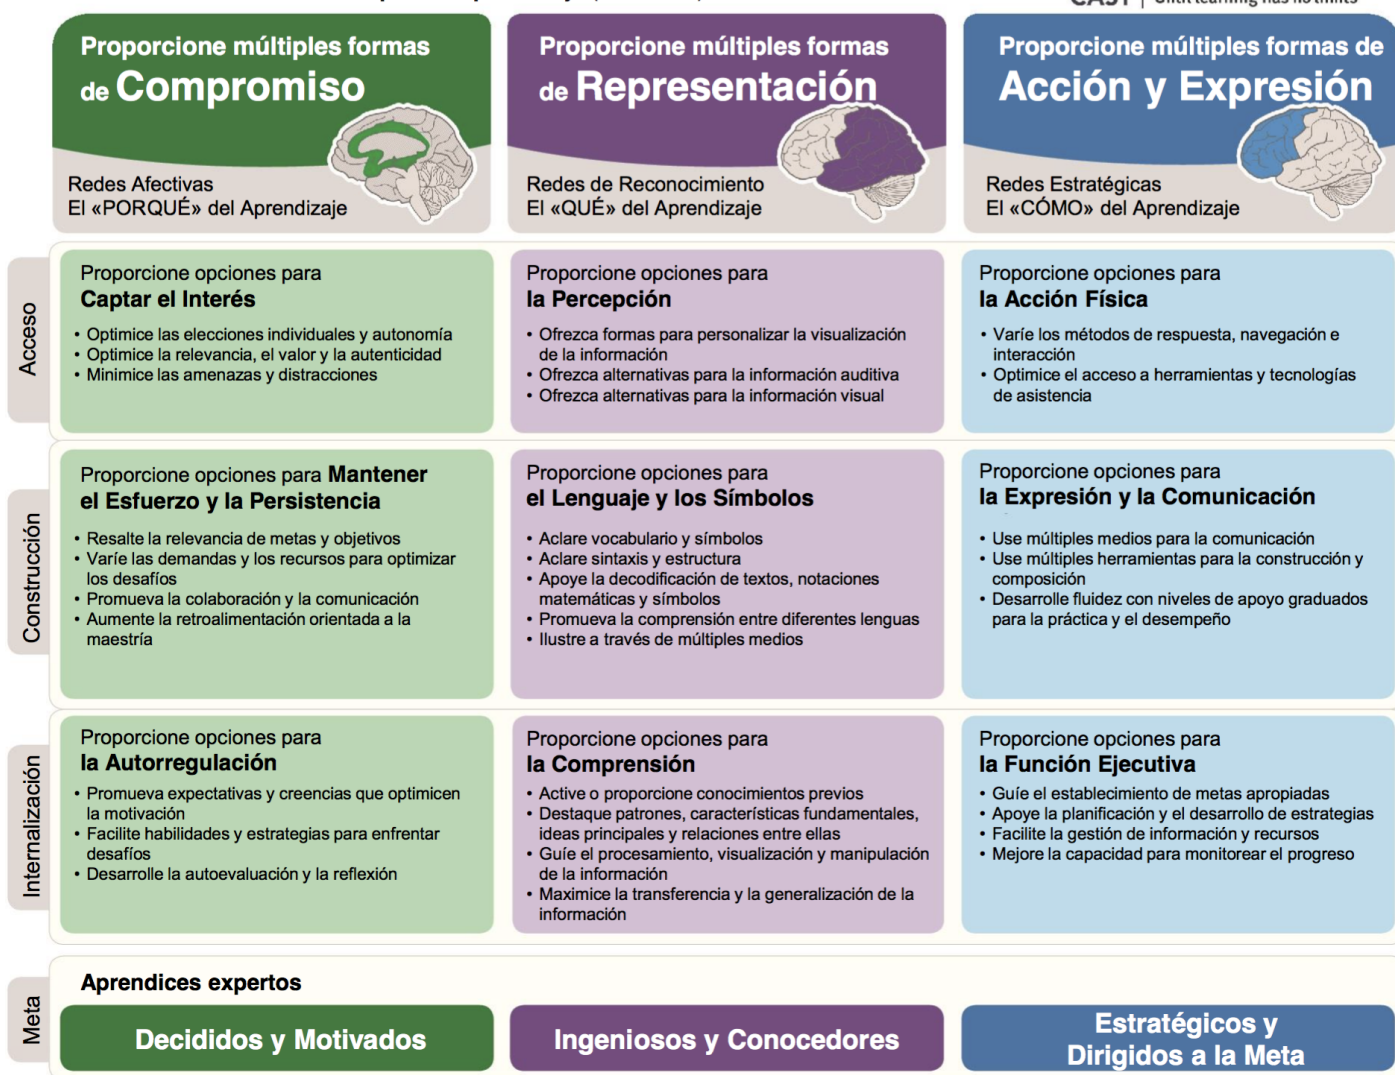 Proporcione múltiples formas
de Compromiso
Redes Afectivas
El «PORQUÉ» del Aprendizaje
Proporcione múltiples formas
de Representación
Redes de Reconocimiento
El «QUÉ» del Aprendizaje
Proporcione múltiples formas de
Acción y Expresión
Redes Estratégicas
El «CÓMO» del Aprendizaje
Acceso
Proporcione opciones para
Captar el Interés
• Optimice las elecciones individuales y autonomía
• Optimice la relevancia, el valor y la autenticidad
• Minimice las amenazas y distracciones
Proporcione opciones para
la Percepción
• Ofrezca formas para personalizar la visualización
de la información
• Ofrezca alternativas para la información auditiva
• Ofrezca alternativas para la información visual
Proporcione opciones para
la Acción Física
• Varíe los métodos de respuesta, navegación e
interacción
• Optimice el acceso a herramientas y tecnologías
de asistencia
Construcción
Proporcione opciones para Mantener
el Esfuerzo y la Persistencia
• Resalte la relevancia de metas y objetivos
• Varíe las demandas y los recursos para optimizar
los desafíos
• Promueva la colaboración y la comunicación
• Aumente la retroalimentación orientada a la
maestría
Proporcione opciones para
el Lenguaje y los Símbolos
• Aclare vocabulario y símbolos
• Aclare sintaxis y estructura
• Apoye la decodificación de textos, notaciones
matemáticas y símbolos
• Promueva la comprensión entre diferentes lenguas
• Ilustre a través de múltiples medios
Proporcione opciones para
la Expresión y la Comunicación
• Use múltiples medios para la comunicación
• Use múltiples herramientas para la construcción y
composición
• Desarrolle fluidez con niveles de apoyo graduados
para la práctica y el desempeño
Internalización
Proporcione opciones para
la Autorregulación
• Promueva expectativas y creencias que optimicen
la motivación
• Facilite habilidades y estrategias para enfrentar
desafíos
• Desarrolle la autoevaluación y la reflexión
Proporcione opciones para
la Comprensión
• Active o proporcione conocimientos previos
• Destaque patrones, características fundamentales,
ideas principales y relaciones entre ellas
• Guíe el procesamiento, visualización y manipulación
de la información
• Maximice la transferencia y la generalización de la
información
Proporcione opciones para
la Función Ejecutiva
• Guíe el establecimiento de metas apropiadas
• Apoye la planificación y el desarrollo de estrategias
• Facilite la gestión de información y recursos
• Mejore la capacidad para monitorear el progreso
Meta
Aprendices expertos
Decididos y Motivados
Ingeniosos y Conocedores
Estratégicos y
Dirigidos a la Meta